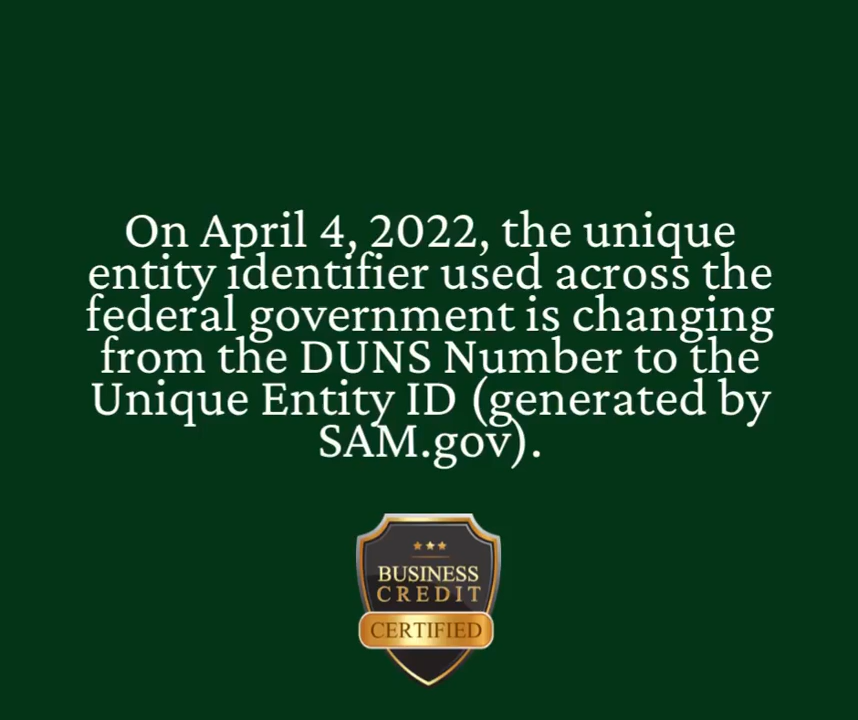 On April 4, 2022, the unique
entity identifier used across the
federal government is changing
from the DUNS Number to the
Unique Entity ID (generated by
SAM.gov).
BUSINESS
CREDIT
CERTIFIED